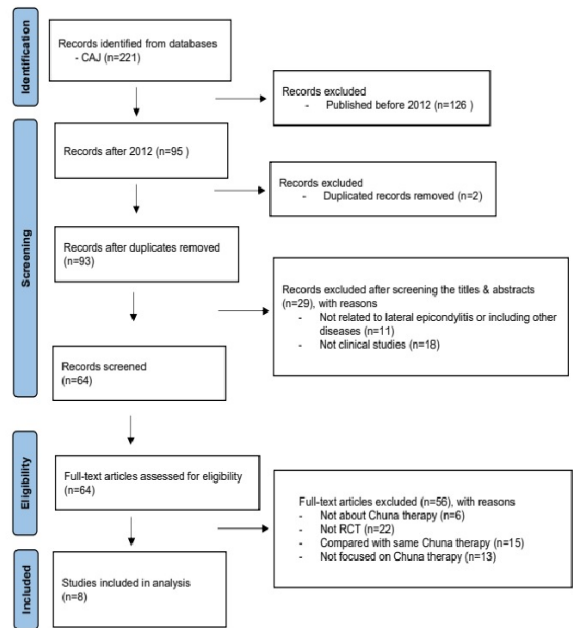 Identification
Records identified from databases
- CAJ (n=221)
Records excluded
- Published before 2012 (n=126 )
Screening
Records after 2012 (n=95 )
Records excluded
- Duplicated records removed (n=2)
Records after duplicates removed
(n=93)
Records excluded after screening the titles & abstracts
(n=29), with reasons
- Not related to lateral epicondylitis or including other
diseases (n=11)
- Not clinical studies (n=18)
Records screened
(n=64)
Eligibility
Full-text articles assessed for eligibility
(n=64)
Full-text articles excluded (n=56), with reasons
- Not about Chuna therapy (n=6)
- Not RCT (n=22)
- Compared with same Chuna therapy (n=15)
- Not focused on Chuna therapy (n=13)
Included
Studies included in analysis
(n=8)